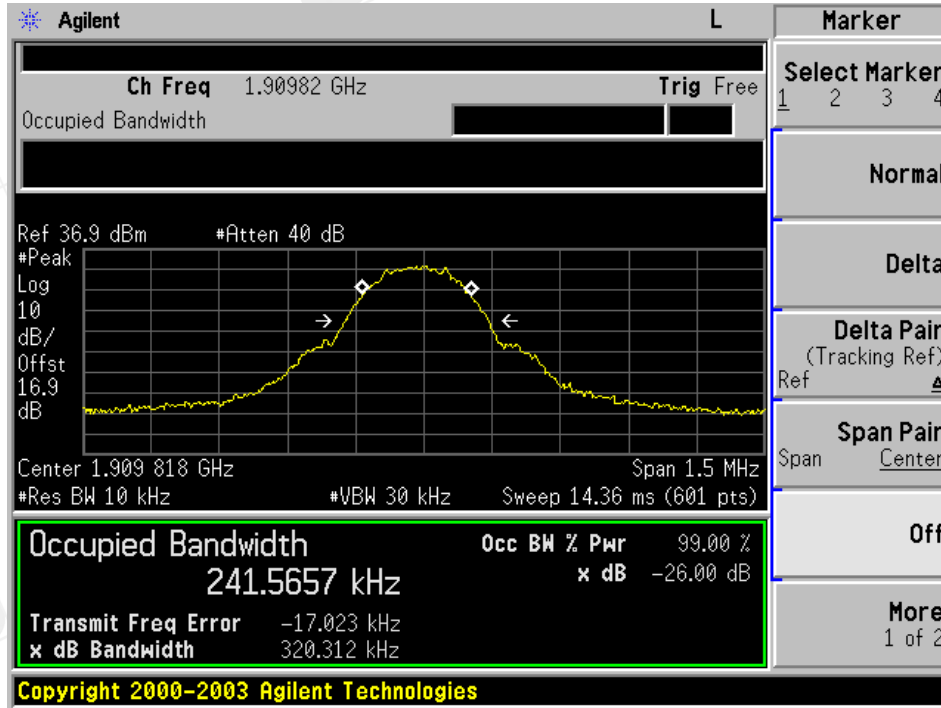 Agilent L Marker
Ch Freq 1.90982 GHz Trig Free
Occupied Bandwidth
Select Marker
1 2 3 4
Normal
Delta
Delta Pair
(Tracking Ref)
Ref Δ
Span Pair
Span Center
Off
More
1 of 2
Ref 36.9 dBm #Atten 40 dB
#Peak
Log
10
dB/
Offst
16.9
dB
Center 1.909 818 GHz Span 1.5 MHz
#Res BW 10 kHz #VBW 30 kHz Sweep 14.36 ms (601 pts)
Occupied Bandwidth Occ BW % Pwr 99.00 %
241.5657 kHz x dB -26.00 dB
Transmit Freq Error -17.023 kHz
x dB Bandwidth 320.312 kHz
Copyright 2000-2003 Agilent Technologies